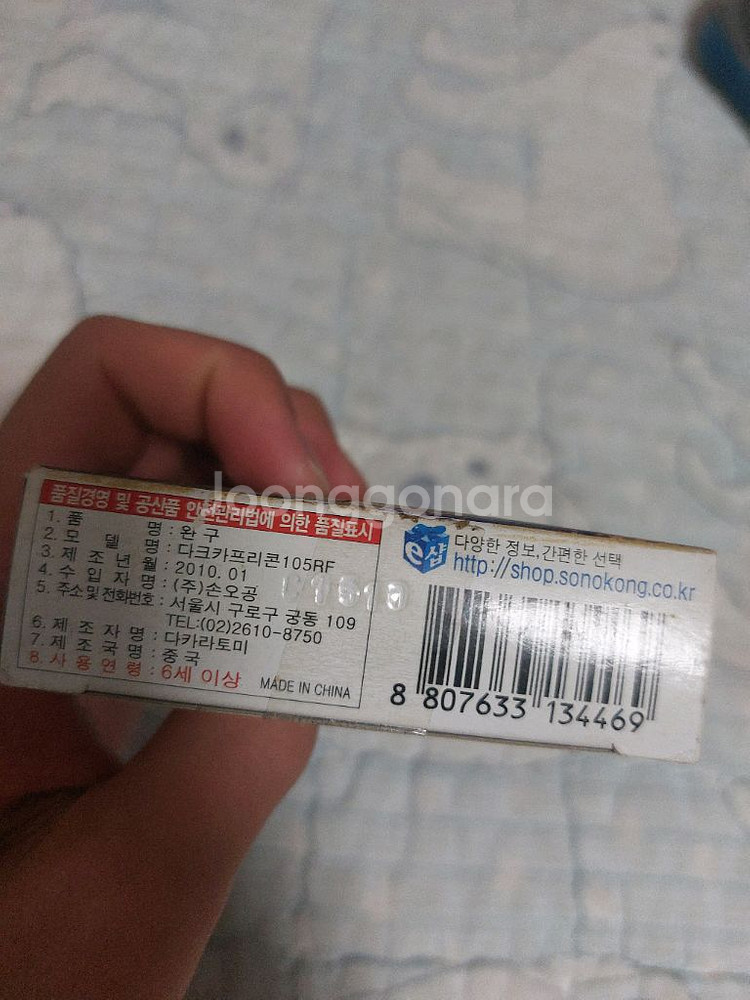 Joonggonara
품질경영 및 공산품 안전관리법에 의한 품질표시
1. 품 명 : 완 구
2. 모 델 명 : 다크카프리콘105RF
3. 제 조 년 월 : 2010. 01
4. 수 입 자 명 : (주)손오공
5. 주소 및 전화번호 : 서울시 구로구 궁동 109
TEL:(02)2610-8750
6. 제 조 자 명 : 다카라토미
7. 제 조 국 명 : 중 국
8. 사 용 연 령 : 6세 이상
MADE IN CHINA
e샵
다양한 정보,간편한 선택
http://shop.sonokong.co.kr
8 807633 134469